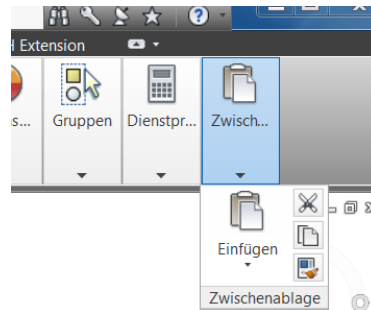 Extension
s...
Gruppen
Dienstpr...
Zwisch...
Einfügen
Zwischenablage